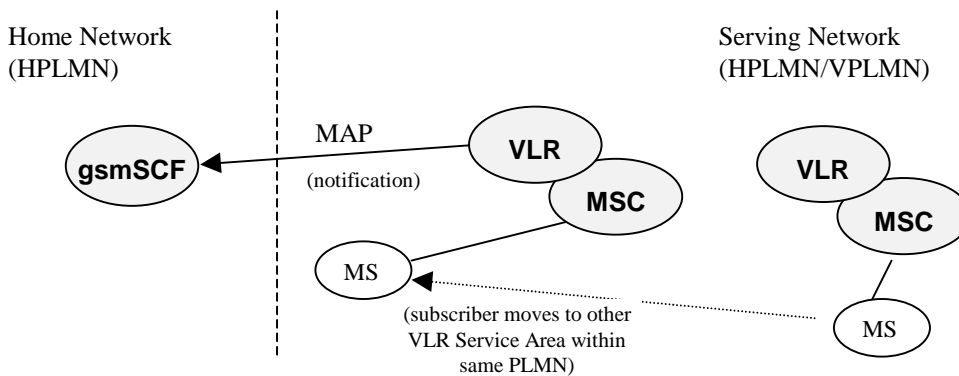 Home Network
(HPLMN)
Serving Network
(HPLMN/VPLMN)
gsmSCF
MAP
(notification)
VLR
MSC
MS
VLR
MSC
MS
(subscriber moves to other
VLR Service Area within
same PLMN)